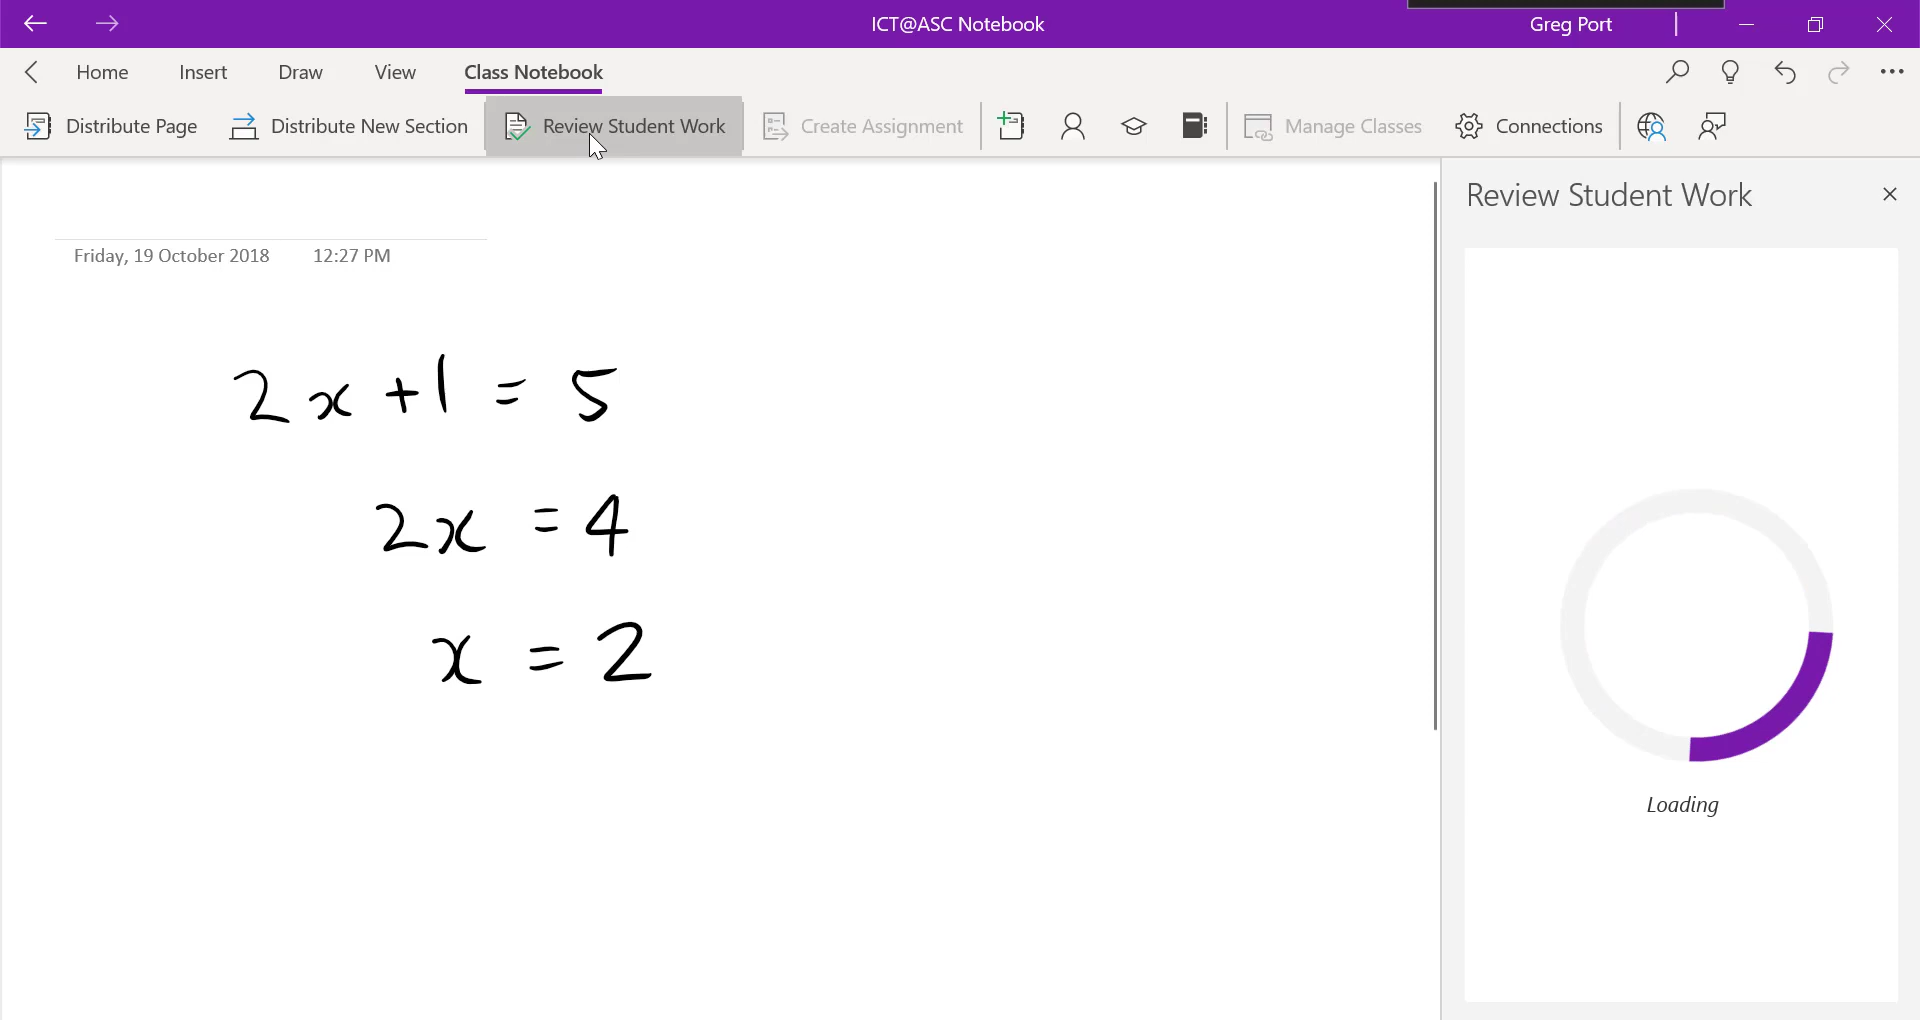 ICT@ASC Notebook
Greg Port
Home Insert Draw View Class Notebook
Distribute Page Distribute New Section Review Student Work Create Assignment Manage Classes Connections
Review Student Work
Friday, 19 October 2018 12:27 PM
2x + 1 = 5
2x = 4
x = 2
Loading